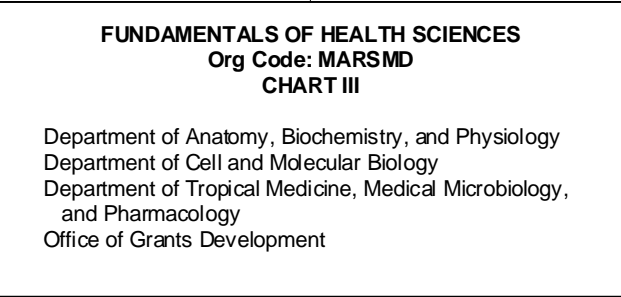 FUNDAMENTALS OF HEALTH SCIENCES
Org Code: MARSMD
CHART III
Department of Anatomy, Biochemistry, and Physiology
Department of Cell and Molecular Biology
Department of Tropical Medicine, Medical Microbiology,
and Pharmacology
Office of Grants Development